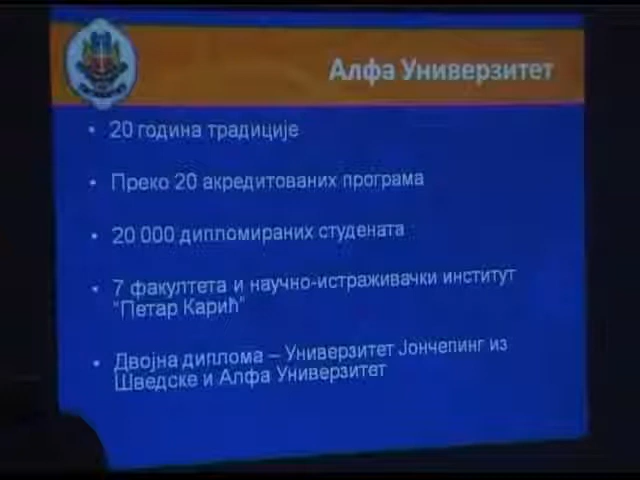 Алфа Универзитет
• 20 година традиције
• Преко 20 акредитованих програма
• 20 000 дипломираних студената
• 7 факултета и научно-истраживачки институт
"Петар Карић"
• Двојна диплома – Универзитет Јончепинг из
Шведске и Алфа Универзитет